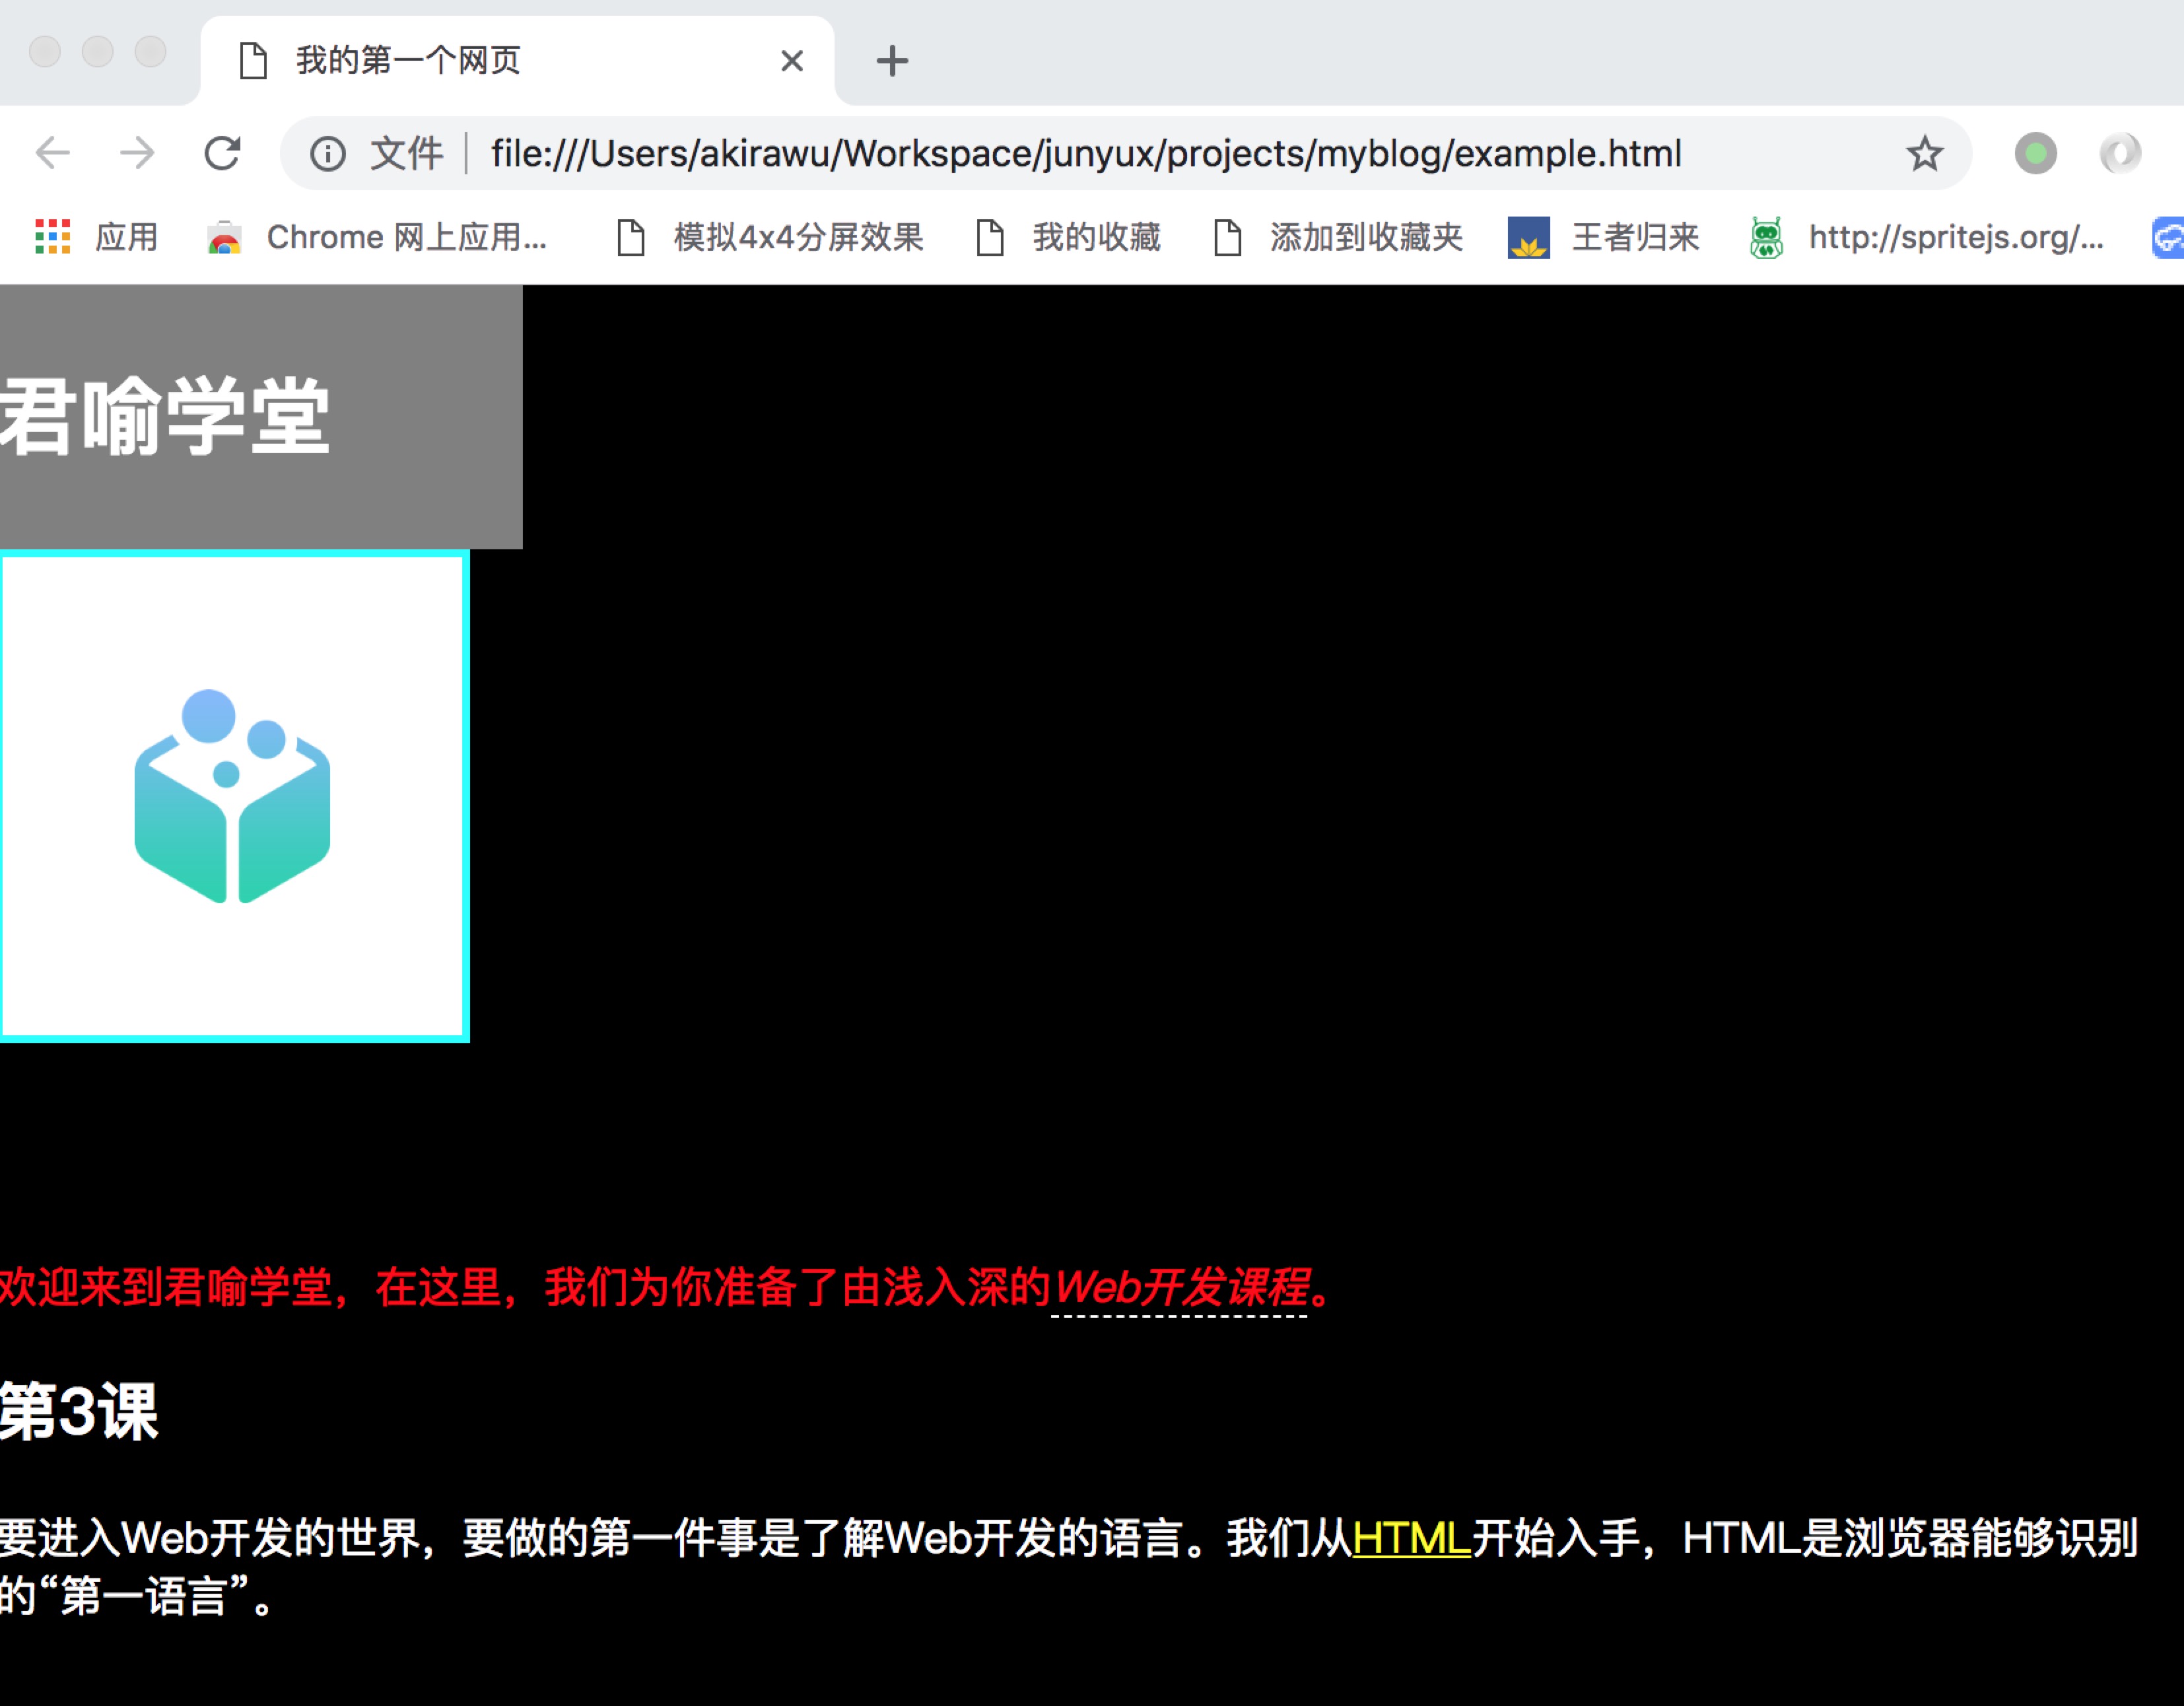 我的第一个网页
文件 file:///Users/akirawu/Workspace/junyux/projects/myblog/example.html
应用 Chrome 网上应用... 模拟4x4分屏效果 我的收藏 添加到收藏夹 王者归来 http://spritejs.org/...
君喻学堂
欢迎来到君喻学堂，在这里，我们为你准备了由浅入深的Web开发课程。
第3课
要进入Web开发的世界，要做的第一件事是了解Web开发的语言。我们从HTML开始入手，HTML是浏览器能够识别
的“第一语言”。